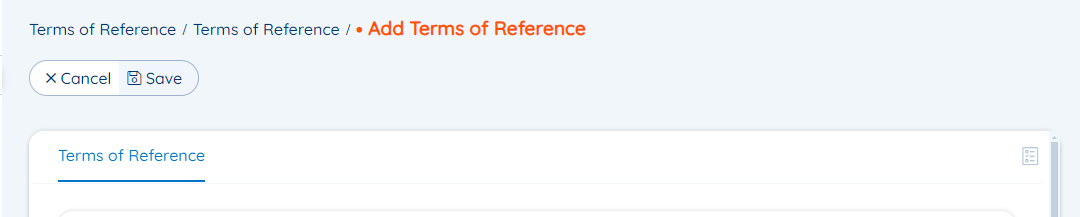 Terms of Reference / Terms of Reference / • Add Terms of Reference
Cancel Save
Terms of Reference